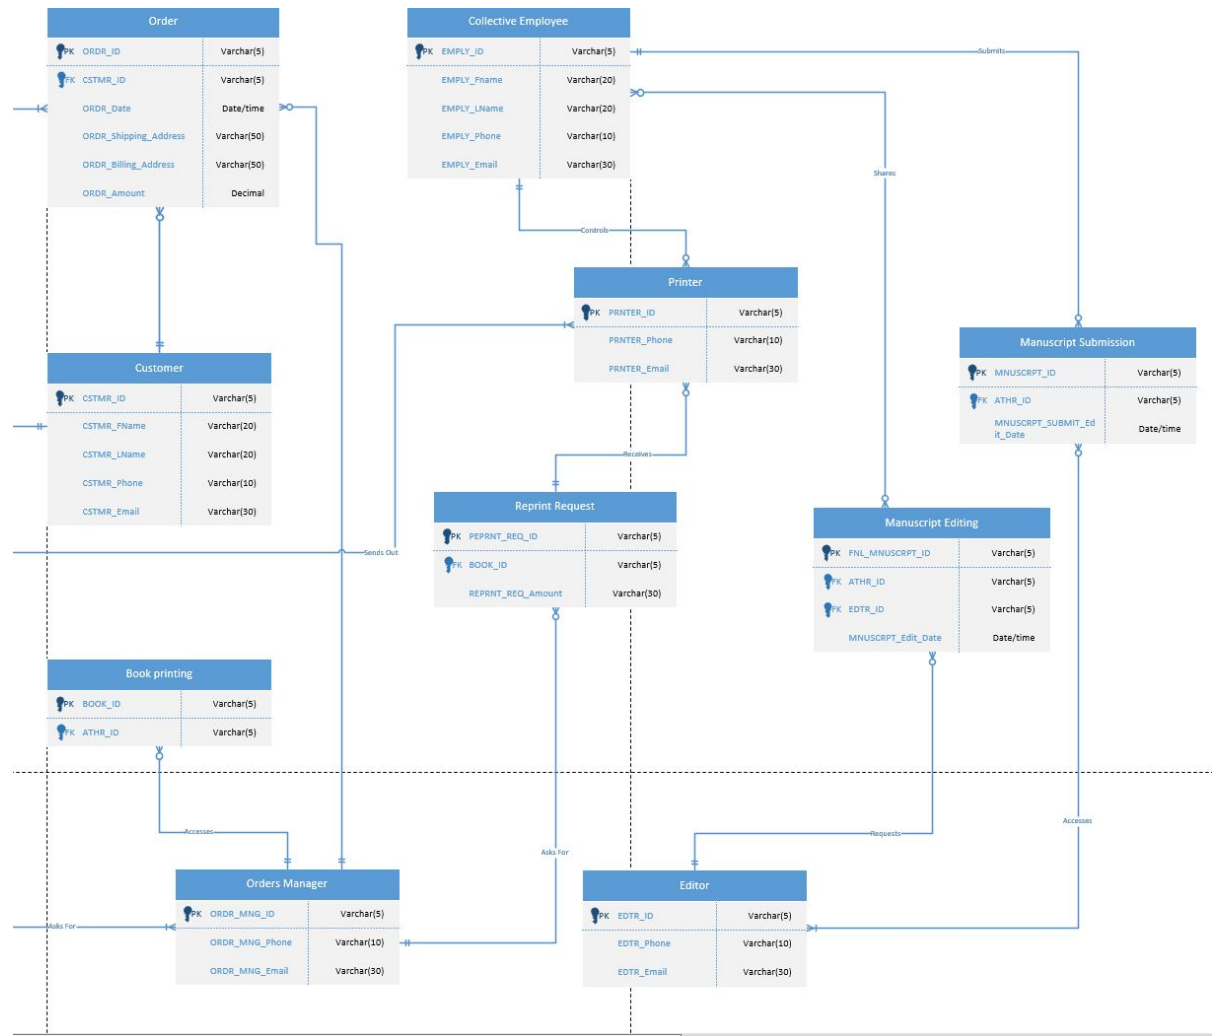 Order
PK ORDR_ID Varchar(5)
FK CSTMR_ID Varchar(5)
ORDR_Date Date/time
ORDR_Shipping_Address Varchar(50)
ORDR_Billing_Address Varchar(50)
ORDR_Amount Decimal
Collective Employee
PK EMPLY_ID Varchar(5)
EMPLY_Fname Varchar(20)
EMPLY_LName Varchar(20)
EMPLY_Phone Varchar(10)
EMPLY_Email Varchar(30)
Submits
Shares
Controls
Printer
PK PRNTER_ID Varchar(5)
PRNTER_Phone Varchar(10)
PRNTER_Email Varchar(30)
Manuscript Submission
PK MNUSCRPT_ID Varchar(5)
FK ATHR_ID Varchar(5)
MNUSCRPT_SUBMIT_Ed
it_Date Date/time
Customer
PK CSTMR_ID Varchar(5)
CSTMR_FName Varchar(20)
CSTMR_LName Varchar(20)
CSTMR_Phone Varchar(10)
CSTMR_Email Varchar(30)
Receives
Sends Out
Reprint Request
PK PEPRNT_REQ_ID Varchar(5)
FK BOOK_ID Varchar(5)
REPRNT_REQ_Amount Varchar(30)
Manuscript Editing
PK FNL_MNUSCRPT_ID Varchar(5)
FK ATHR_ID Varchar(5)
FK EDTR_ID Varchar(5)
MNUSCRPT_Edit_Date Date/time
Book printing
PK BOOK_ID Varchar(5)
FK ATHR_ID Varchar(5)
Accesses
Asks For
Requests
Accesses
Orders Manager
PK ORDR_MNG_ID Varchar(5)
ORDR_MNG_Phone Varchar(10)
ORDR_MNG_Email Varchar(30)
Asks For
Editor
PK EDTR_ID Varchar(5)
EDTR_Phone Varchar(10)
EDTR_Email Varchar(30)